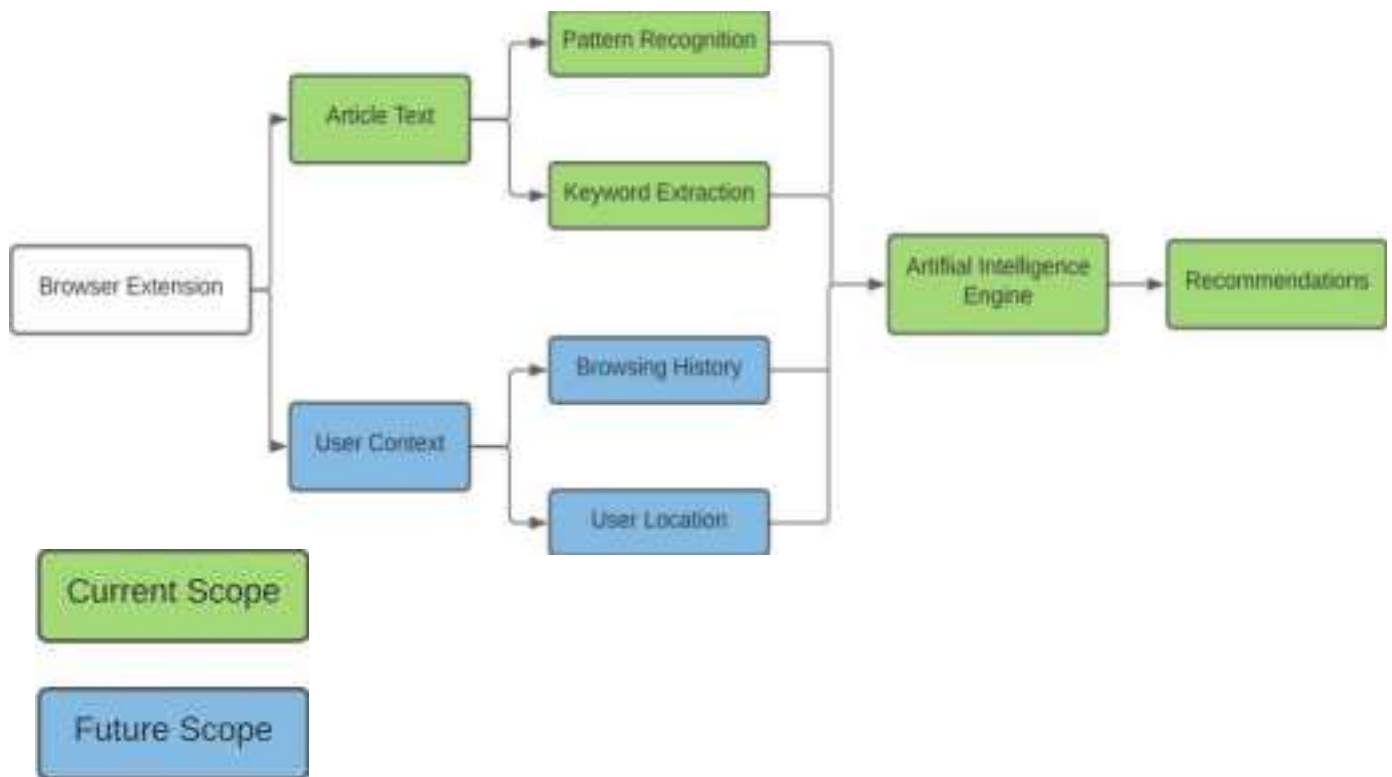 Pattern Recognition
Article Text
Keyword Extraction
Browser Extension
Artifiial Intelligence
Engine
Recommendations
Browsing History
User Context
User Location
Current Scope
Future Scope